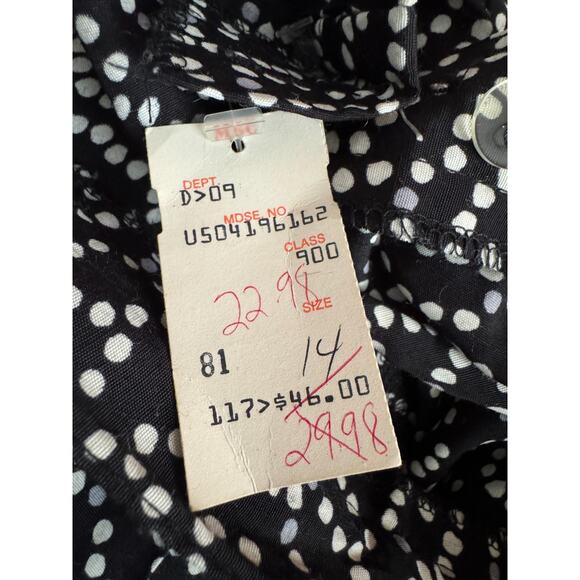 DEPT.
D>09
MDSE. NO.
U504196162
CLASS
900
22.98
SIZE
81 14
117>$46.00
29.98